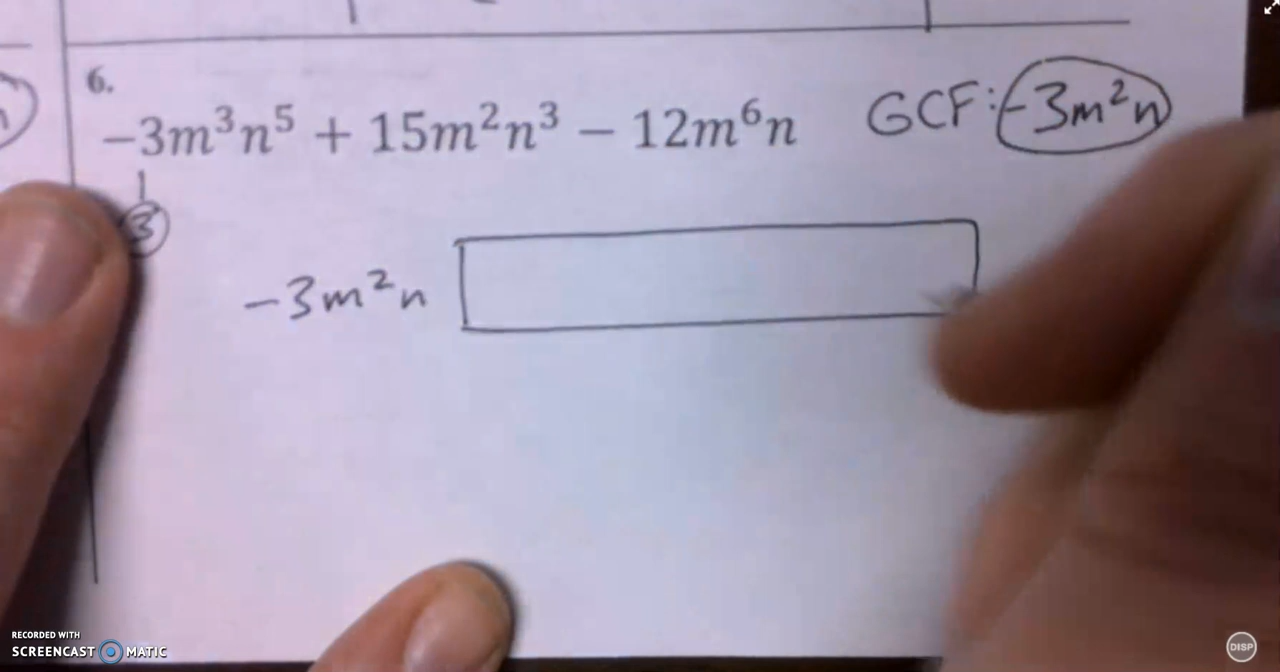 6.
−3m³n⁵ + 15m²n³ − 12m⁶n GCF: −3m²n
3
−3m²n
RECORDED WITH
SCREENCAST MATIC
DISP